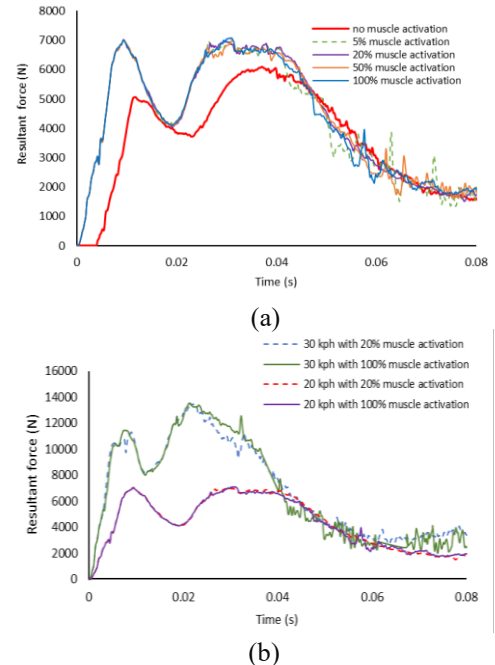 (a)
8000
7000
6000
5000
4000
3000
2000
1000
0
Resultant force (N)
no muscle activation
5% muscle activation
20% muscle activation
50% muscle activation
100% muscle activation
0 0.02 0.04 0.06 0.08
Time (s)
(a)
30 kph with 20% muscle activation
30 kph with 100% muscle activation
20 kph with 20% muscle activation
20 kph with 100% muscle activation
16000
14000
12000
10000
8000
6000
4000
2000
0
Resultant force (N)
0 0.02 0.04 0.06 0.08
Time (s)
(b)